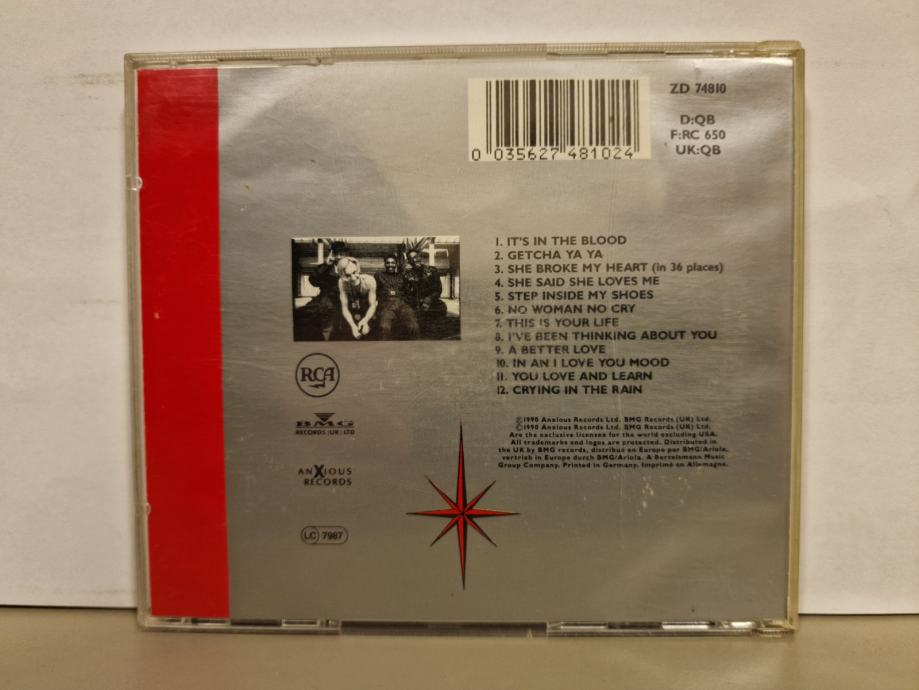 0 035627 481024
ZD 74810
D:QB
F:RC 650
UK:QB
1. IT'S IN THE BLOOD
2. GETCHA YA YA
3. SHE BROKE MY HEART (in 36 places)
4. SHE SAID SHE LOVES ME
5. STEP INSIDE MY SHOES
6. NO WOMAN NO CRY
7. THIS IS YOUR LIFE
8. I'VE BEEN THINKING ABOUT YOU
9. A BETTER LOVE
10. IN AN I LOVE YOU MOOD
11. YOU LOVE AND LEARN
12. CRYING IN THE RAIN
RCA
BMG
RECORDS (UK) LTD
ANXIOUS
RECORDS
LC 7987
Ⓟ1990 Anxious Records Ltd. BMG Records (UK) Ltd.
©1990 Anxious Records Ltd. BMG Records (UK) Ltd.
Are the exclusive licensee for the world excluding USA.
All trademarks and logos are protected. Distributed in
the UK by BMG records, distribué en Europe par BMG/Ariola,
vertrieb in Europe durch BMG/Ariola. A Bertelsmann Music
Group Company. Printed in Germany. Imprimé en Allemagne.